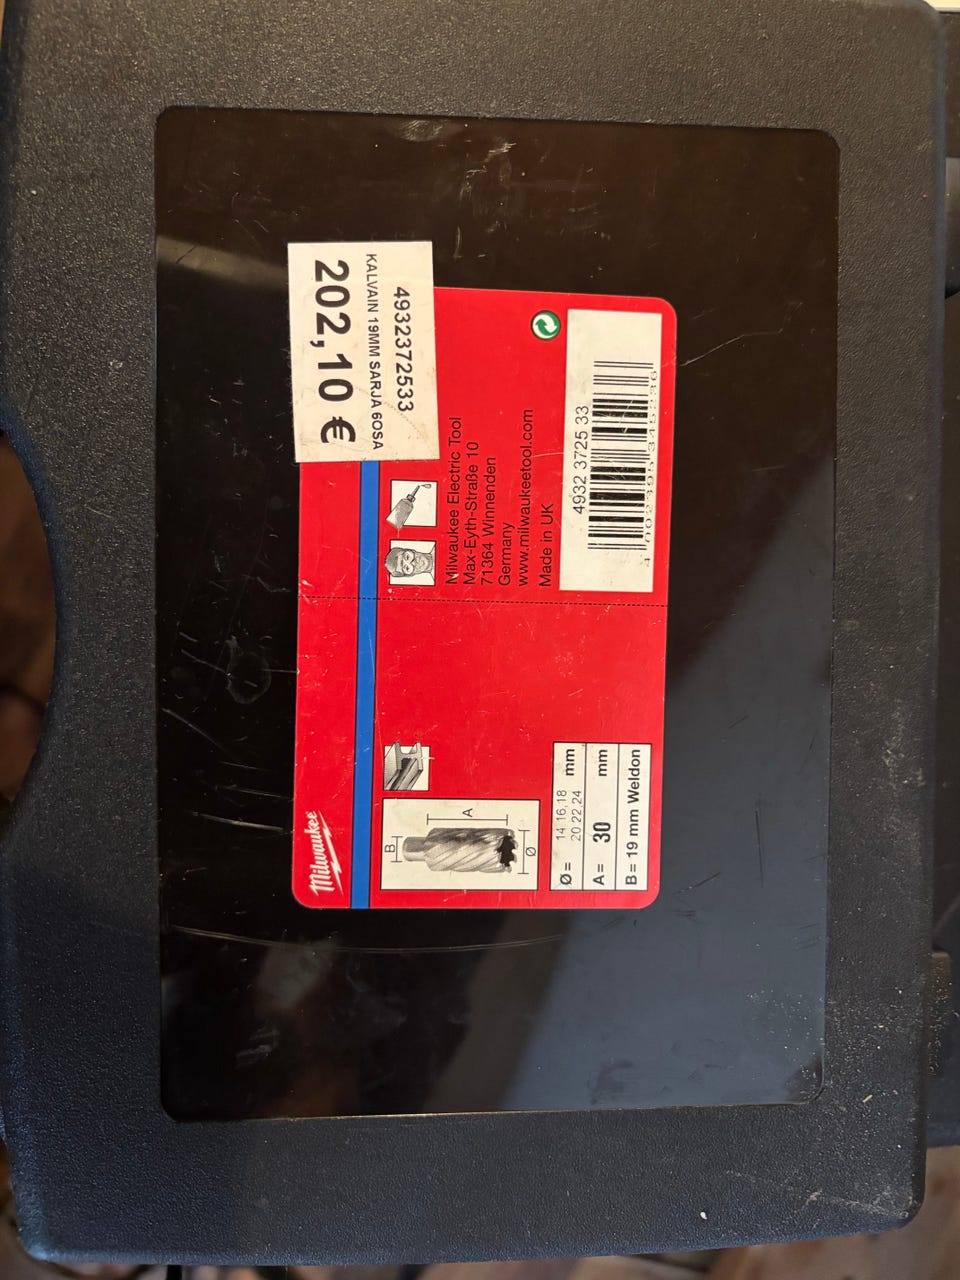 4932372533
KALVAIN 19MM SARJA 6OSA
202,10 €
Milwaukee Electric Tool
Max-Eyth-Straße 10
71364 Winnenden
Germany
www.milwaukeetool.com
Made in UK
4932 3725 33
Milwaukee
B
A
Ø
Ø = 14 16,18 mm
20 22,24
A = 30 mm
B = 19 mm Weldon